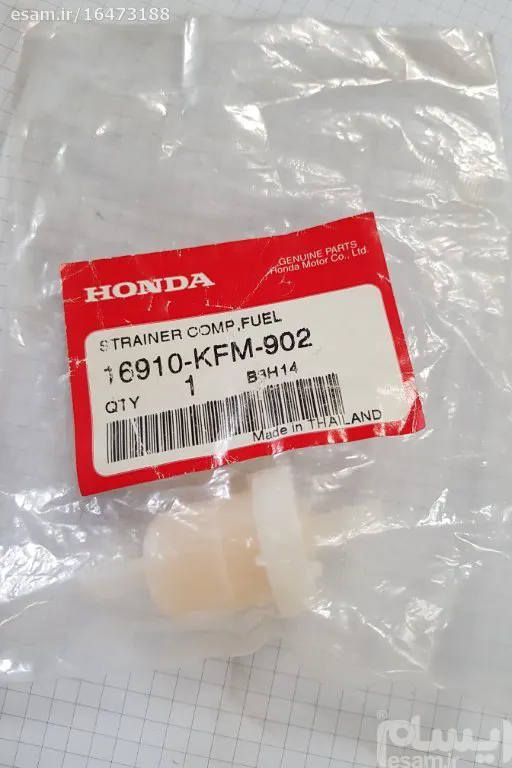 esam.ir/16473188
GENUINE PARTS
Honda Motor Co., Ltd.
HONDA
STRAINER COMP,FUEL
16910-KFM-902
QTY 1 B8H14
Made in THAILAND
ایسام
esam.ir